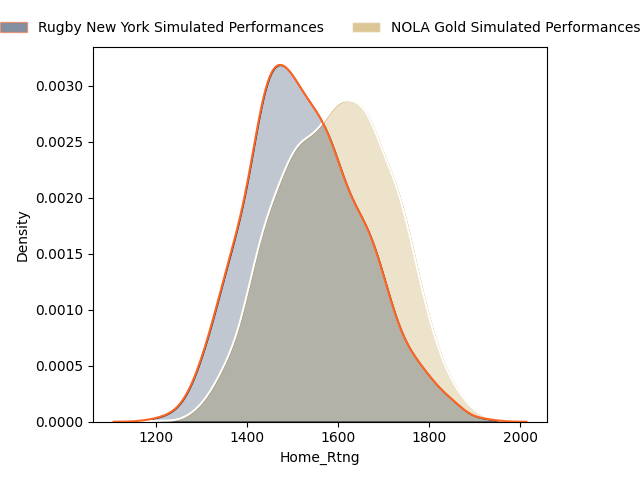 Rugby New York Simulated Performances
NOLA Gold Simulated Performances
0.0030
0.0025
0.0020
0.0015
0.0010
0.0005
0.0000
Density
1200 1400 1600 1800 2000
Home_Rtng